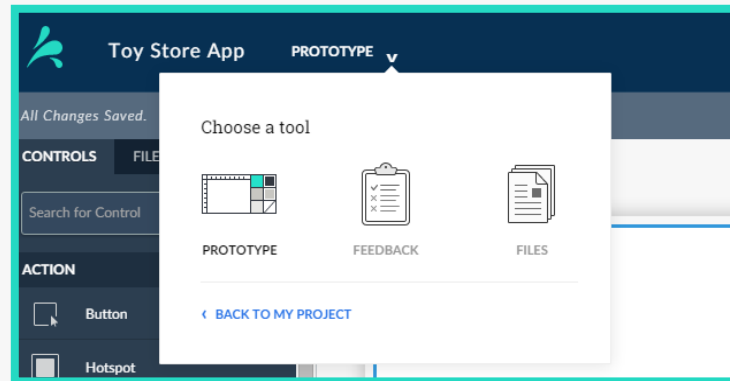 Toy Store App PROTOTYPE
All Changes Saved.
CONTROLS FILE
Search for Control
ACTION
Button
Hotspot
Choose a tool
PROTOTYPE FEEDBACK FILES
BACK TO MY PROJECT